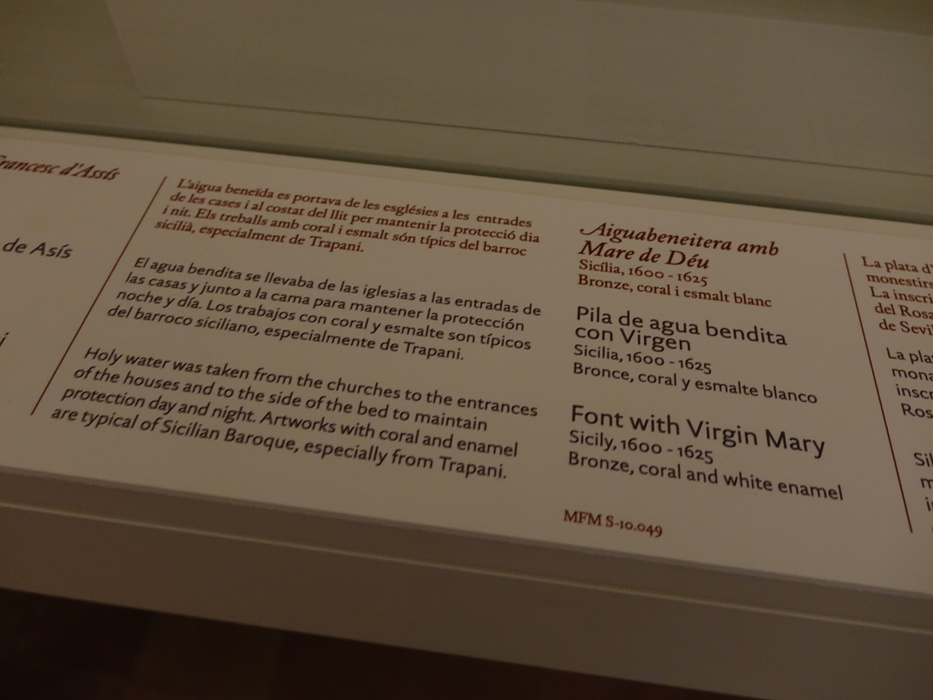 Francesc d'Assís
de Asís
i
L'aigua beneïda es portava de les esglésies a les entrades
de les cases i al costat del llit per mantenir la protecció dia
i nit. Els treballs amb coral i esmalt són típics del barroc
sicilià, especialment de Trapani.
El agua bendita se llevaba de las iglesias a las entradas de
las casas y junto a la cama para mantener la protección
noche y día. Los trabajos con coral y esmalte son típicos
del barroco siciliano, especialmente de Trapani.
Holy water was taken from the churches to the entrances
of the houses and to the side of the bed to maintain
protection day and night. Artworks with coral and enamel
are typical of Sicilian Baroque, especially from Trapani.
Aiguabeneitera amb
Mare de Déu
Sicília, 1600 - 1625
Bronze, coral i esmalt blanc
Pila de agua bendita
con Virgen
Sicilia, 1600 - 1625
Bronce, coral y esmalte blanco
Font with Virgin Mary
Sicily, 1600 - 1625
Bronze, coral and white enamel
MFM S-10.049
La plata d'
monestirs
La inscri
del Rosa
de Sevil
La pla
mona
inscr
Ros
Sil
m
i